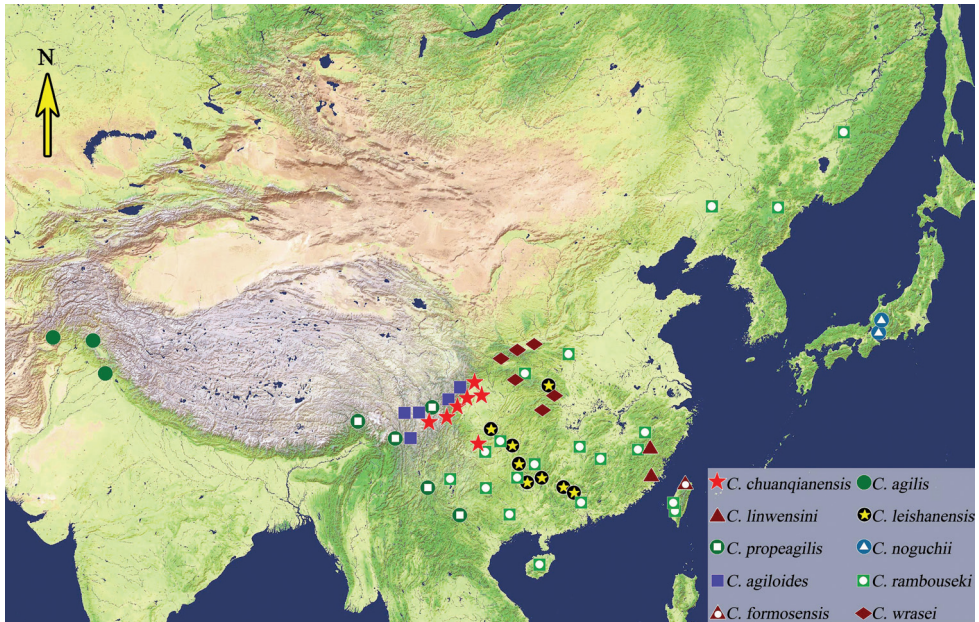 N
C. chuanqianensis C. agilis
C. linwensini C. leishanensis
C. propeagilis C. noguchii
C. agiloides C. rambouseki
C. formosensis C. wrasei